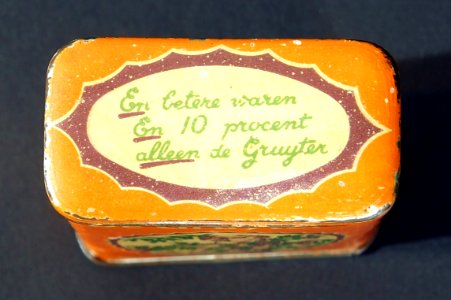 En betere waren
En 10 procent
alleen de Gruyter